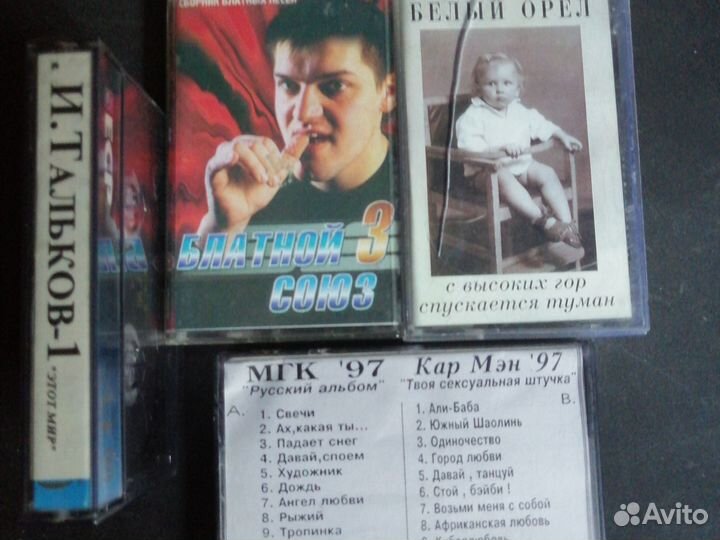 И. ТАЛЬКОВ-1
"ЭТОТ МИР"
СБОРНИК БЛАТНЫХ ПЕСЕН
БЛАТНОЙ 3
СОЮЗ
БЕЛЫЙ ОРЕЛ
с высоких гор
спускается туман
МГК '97
"Русский альбом"
A.
1. Свечи
2. Ах,какая ты...
3. Падает снег
4. Давай,споем
5. Художник
6. Дождь
7. Ангел любви
8. Рыжий
9. Тропинка
Кар Мэн '97
"Твоя сексуальная штучка"
B.
1. Али-Баба
2. Южный Шаолинь
3. Одиночество
4. Город любви
5. Давай , танцуй
6. Стой , бэйби !
7. Возьми меня с собой
8. Африканская любовь
Avito